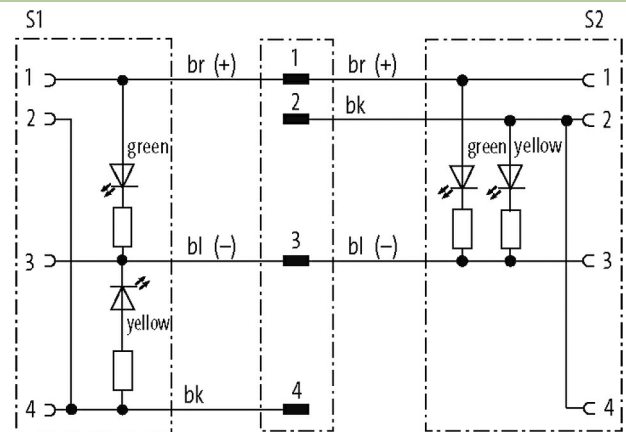 S1 S2
1 br (+) 1 br (+) 1
2 2 bk 2
green green yellow
3 bl (–) 3 bl (–) 3
yellow
4 bk 4 4